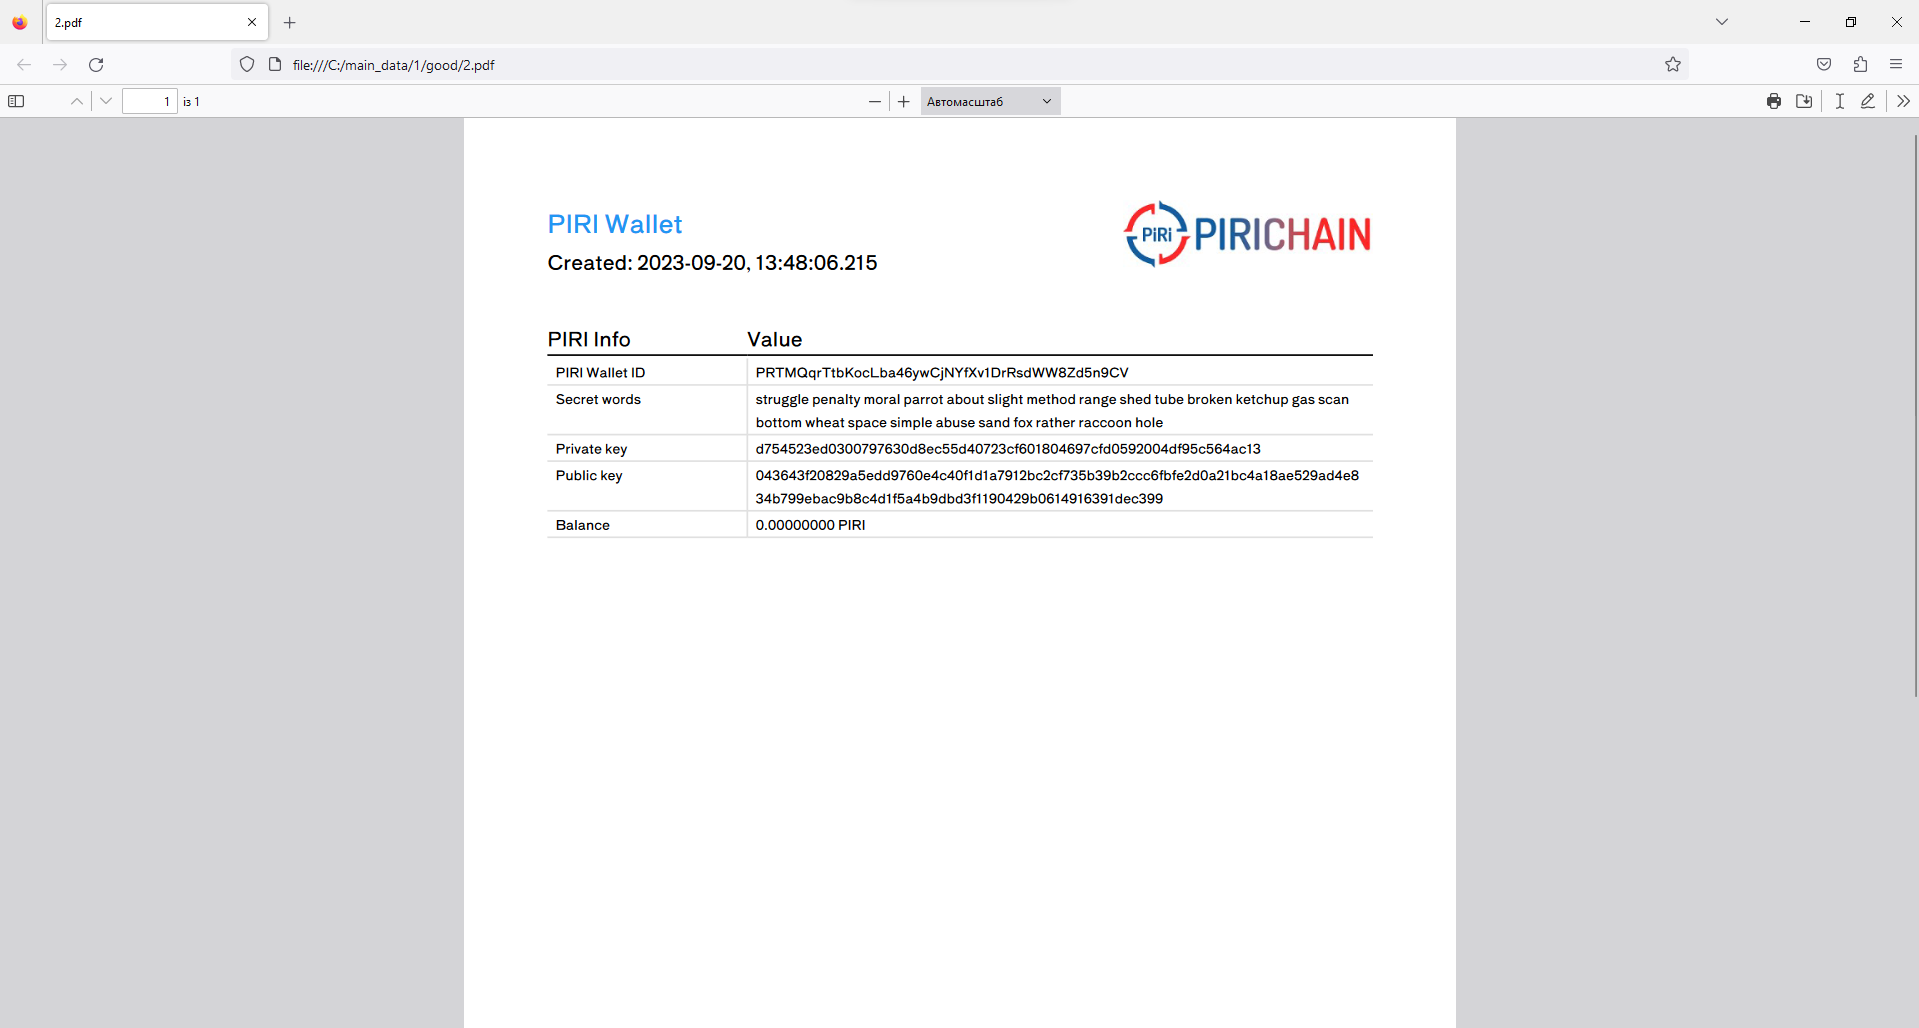 2.pdf
file:///C:/main_data/1/good/2.pdf
1 із 1
Автомасштаб
PIRI Wallet
PiRi PIRICHAIN
Created: 2023-09-20, 13:48:06.215
PIRI Info Value
PIRI Wallet ID PRTMQqrTtbKocLba46ywCjNYfXv1DrRsdWW8Zd5n9CV
Secret words struggle penalty moral parrot about slight method range shed tube broken ketchup gas scan
bottom wheat space simple abuse sand fox rather raccoon hole
Private key d754523ed0300797630d8ec55d40723cf601804697cfd0592004df95c564ac13
Public key 043643f20829a5edd9760e4c40f1d1a7912bc2cf735b39b2ccc6fbfe2d0a21bc4a18ae529ad4e8
34b799ebac9b8c4d1f5a4b9dbd3f1190429b0614916391dec399
Balance 0.00000000 PIRI